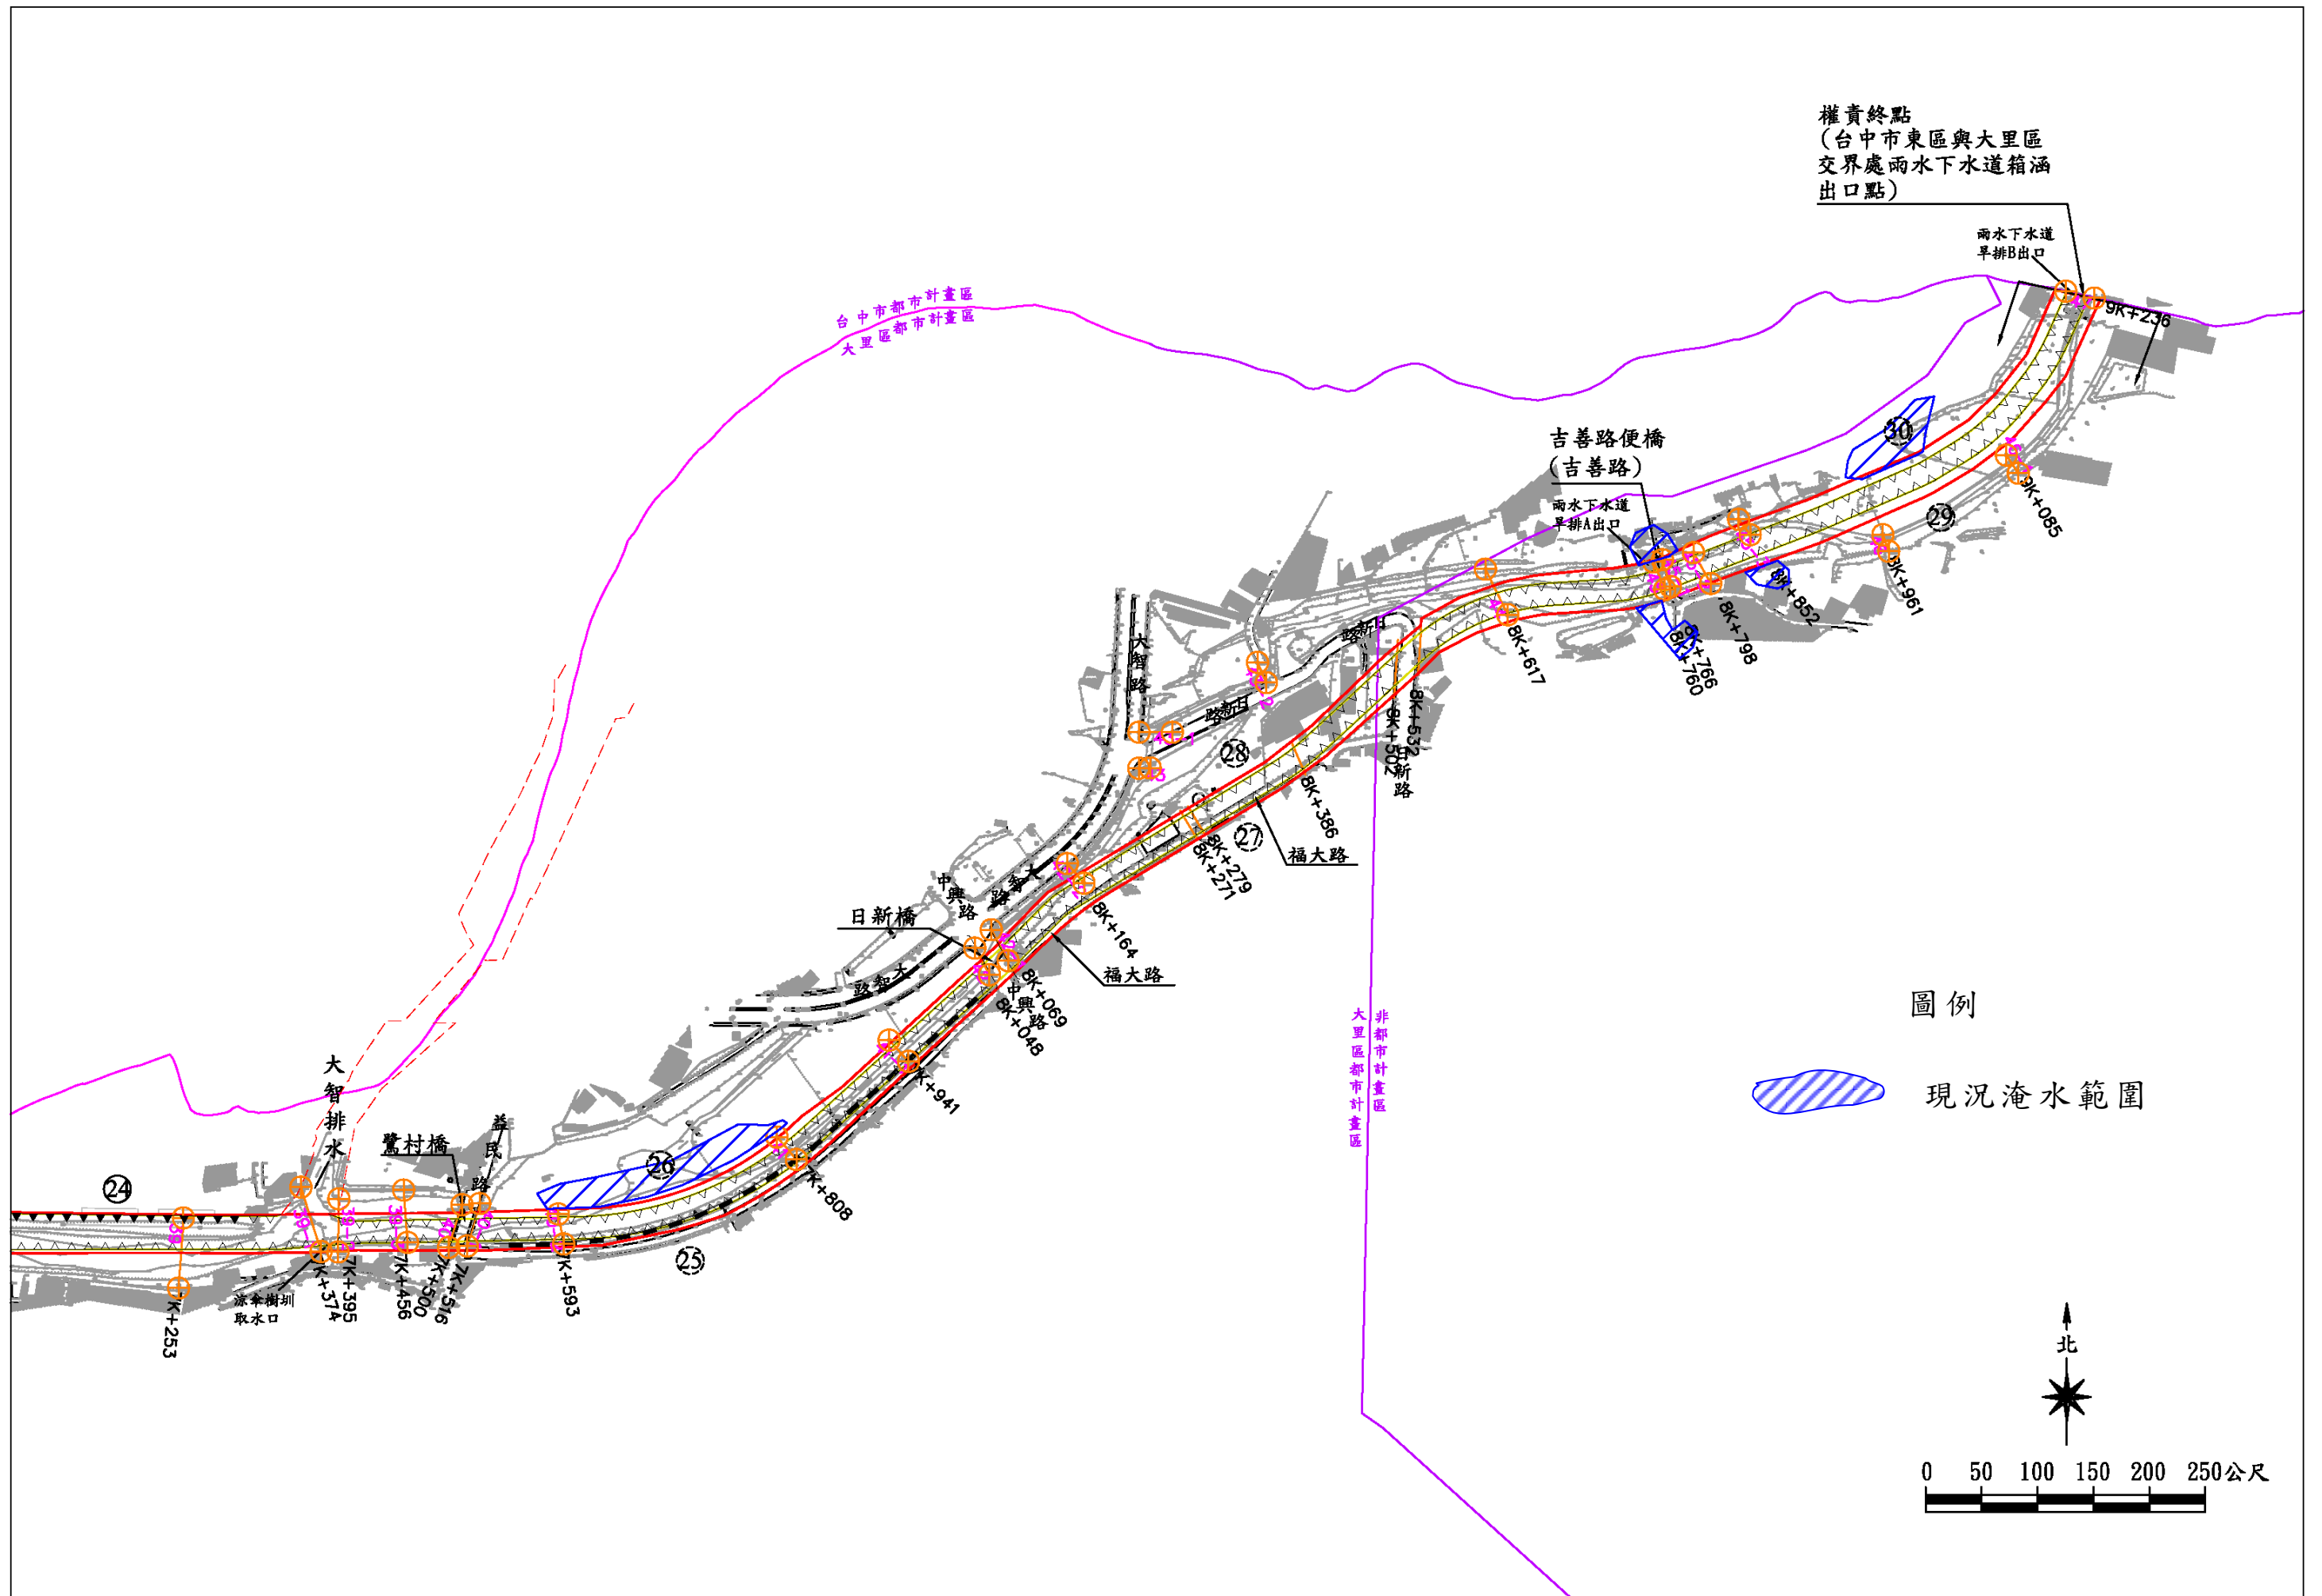 權責終點
(台中市東區與大里區
交界處雨水下水道箱涵
出口點)
雨水下水道
旱排B出口
9K+236
台中市都市計畫區
大里區都市計畫區
30
吉善路便橋
(吉善路)
雨水下水道
旱排A出口
29
9K+085
8K+961
8K+852
8K+798
8K+766
8K+760
8K+617
日新路
大智路
日新路
28
8K+532
8K+502
日新路
8K+386
27
8K+279
8K+271
福大路
大智路
中興路
8K+164
日新橋
福大路
大智路
8K+069
中興路
8K+048
大里區都市計畫區
非都市計畫區
圖例
現況淹水範圍
7K+941
大智排水
鷺村橋
益民路
26
7K+808
24
39
25
7K+593
7K+516
7K+500
7K+456
7K+395
7K+374
涼傘樹圳
取水口
7K+253
北
0 50 100 150 200 250公尺